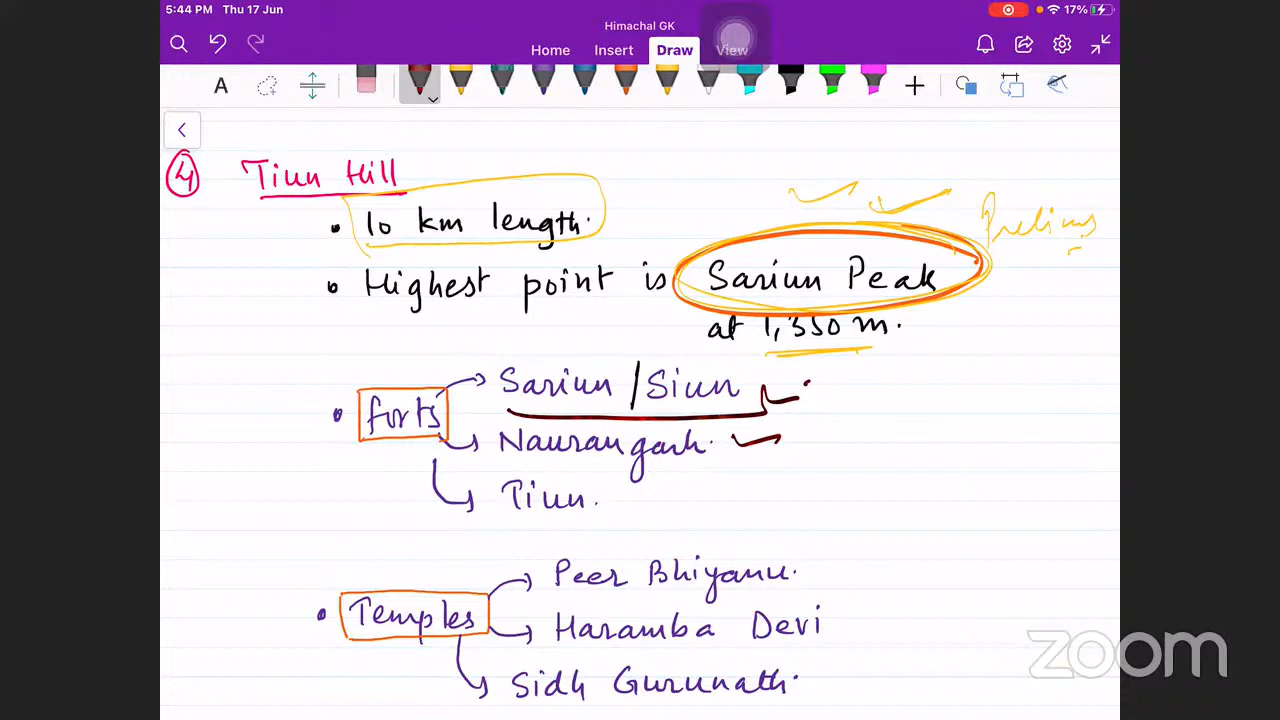 5:44 PM Thu 17 Jun
17%
Himachal GK
Home Insert Draw View
A
4 Tiun Hill
• 10 km length.
Prelims
• Highest point is Sariun Peak
at 1,350 m.
• forts → Sariun / Siun
→ Naurangarh.
→ Tiun.
• Temples → Peer Bhiyanu.
→ Haramba Devi
→ Sidh Gurunath.
zoom